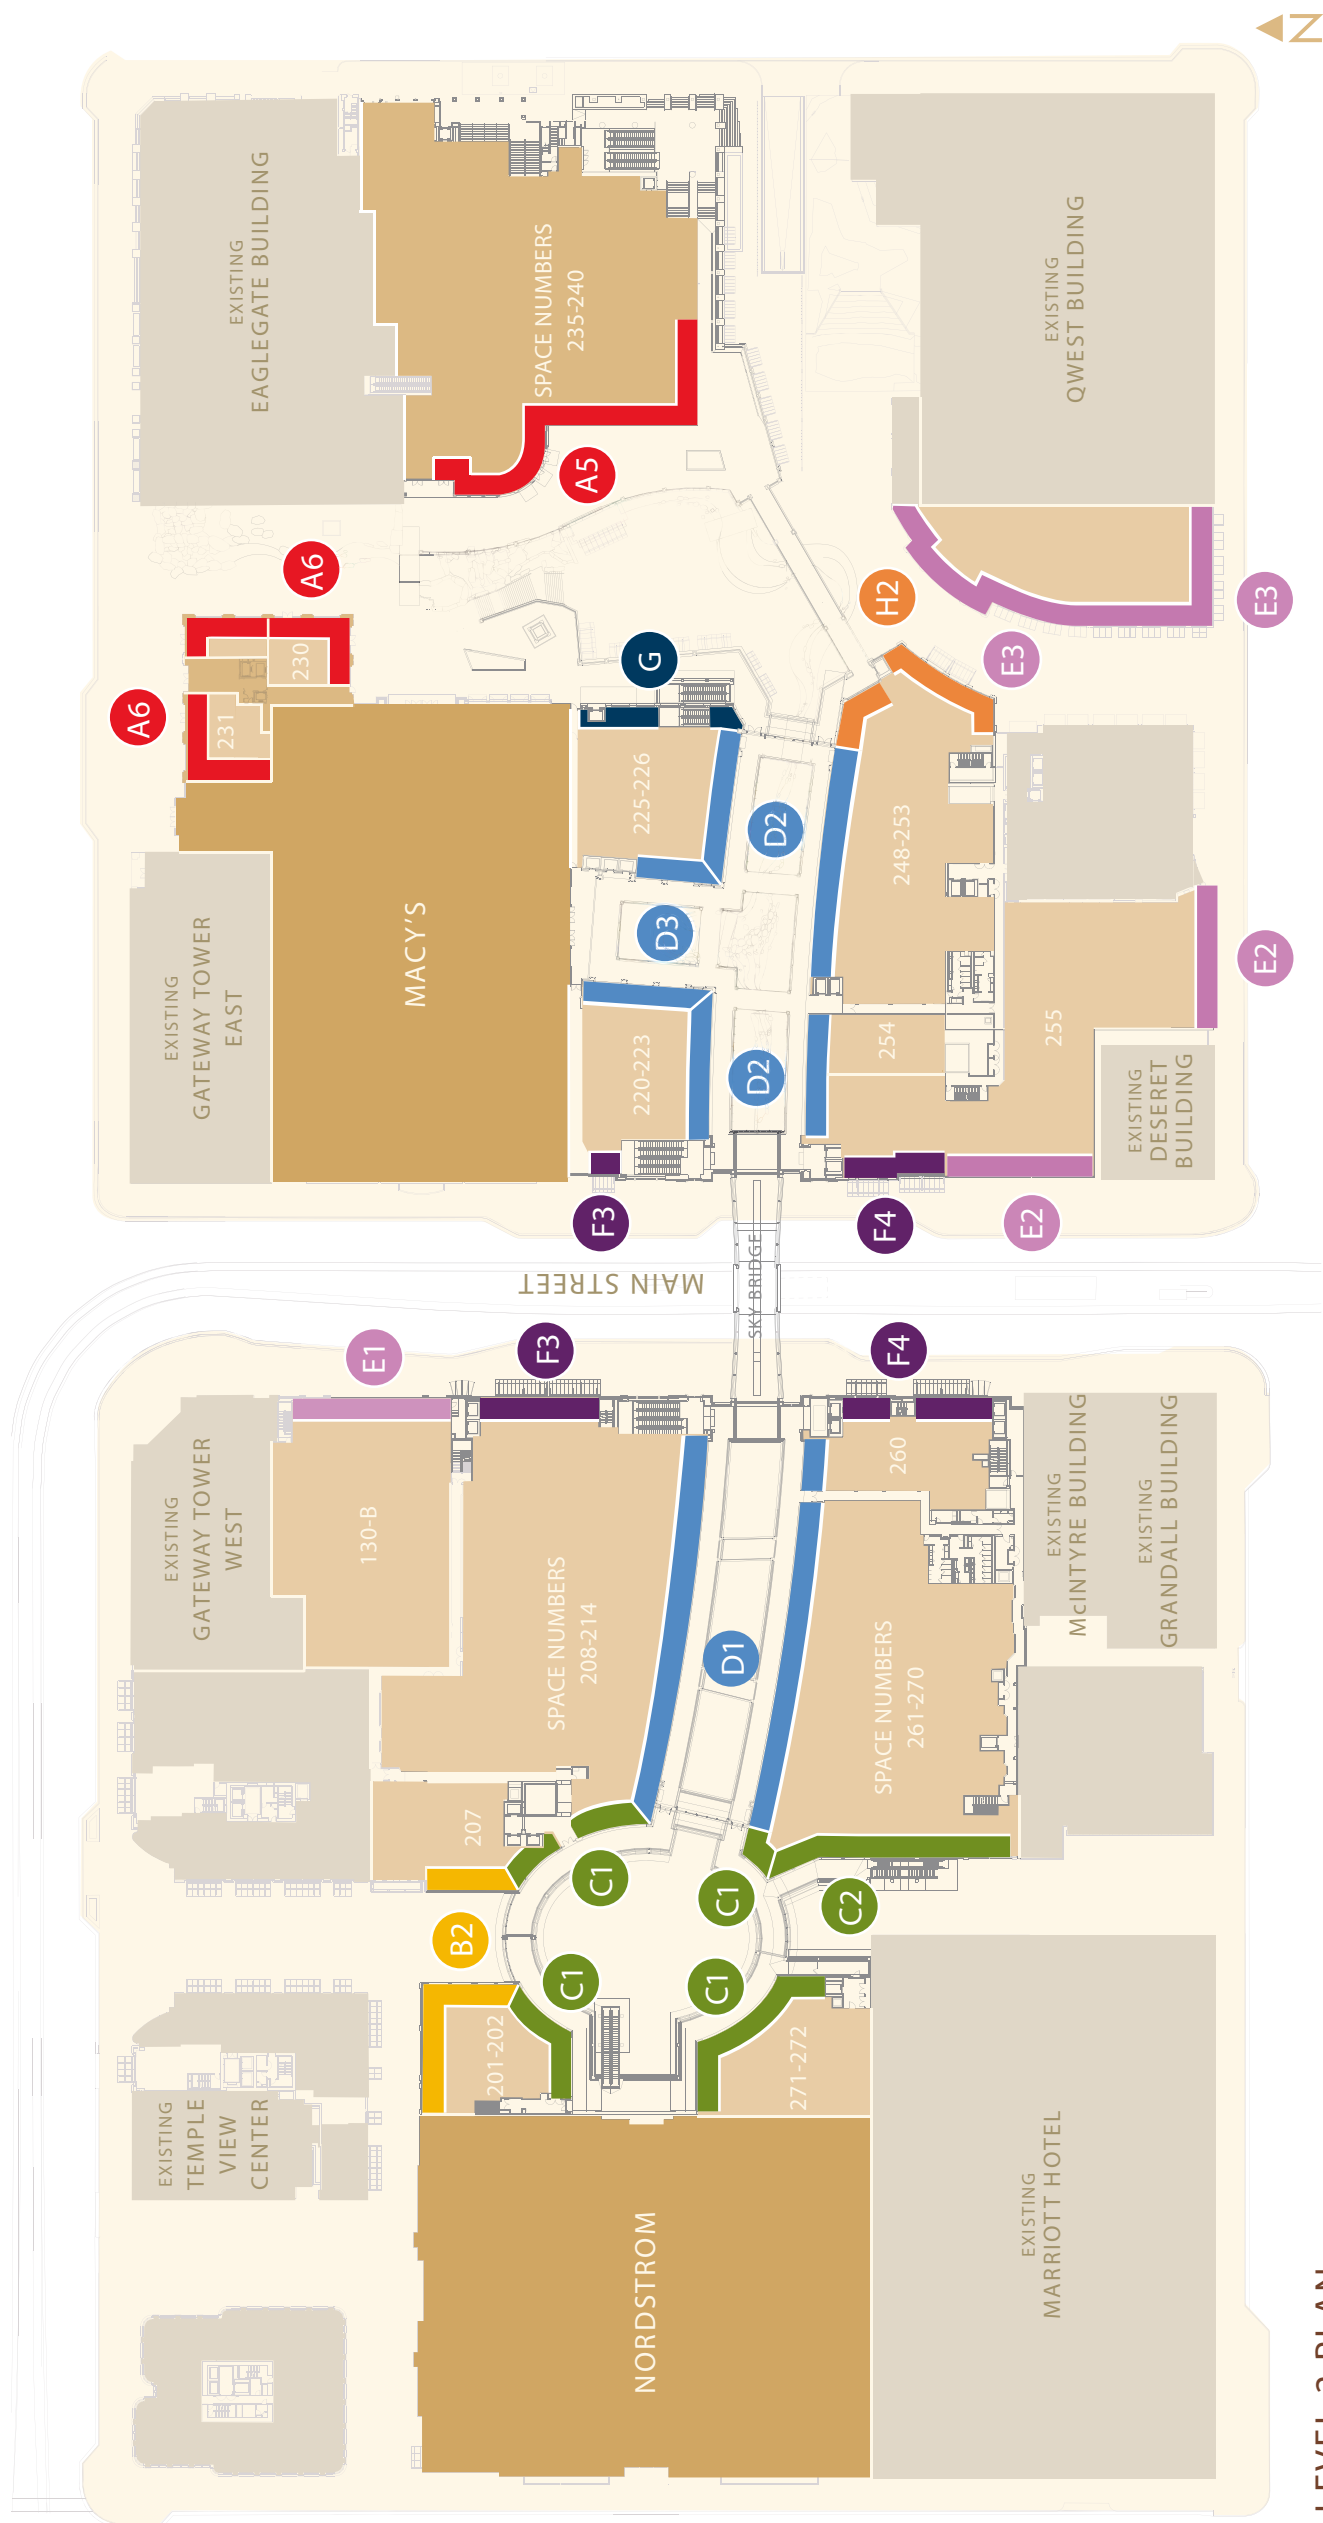 N
EXISTING
EAGLEGATE BUILDING
SPACE NUMBERS
235-240
EXISTING
QWEST BUILDING
A5
A6
A6
230
231
G
H2
E3
E3
225-226
D2
248-253
MACY'S
D3
EXISTING
GATEWAY TOWER
EAST
E2
220-223
D2
254
255
EXISTING
DESERET
BUILDING
F3
F4
E2
MAIN STREET
SKY BRIDGE
E1
F3
F4
EXISTING
GATEWAY TOWER
WEST
130-B
SPACE NUMBERS
208-214
D1
260
SPACE NUMBERS
261-270
EXISTING
McINTYRE BUILDING
EXISTING
GRANDALL BUILDING
207
C1
C1
C2
B2
C1
C1
201-202
271-272
EXISTING
TEMPLE
VIEW
CENTER
NORDSTROM
EXISTING
MARRIOTT HOTEL
LEVEL 2 PLAN